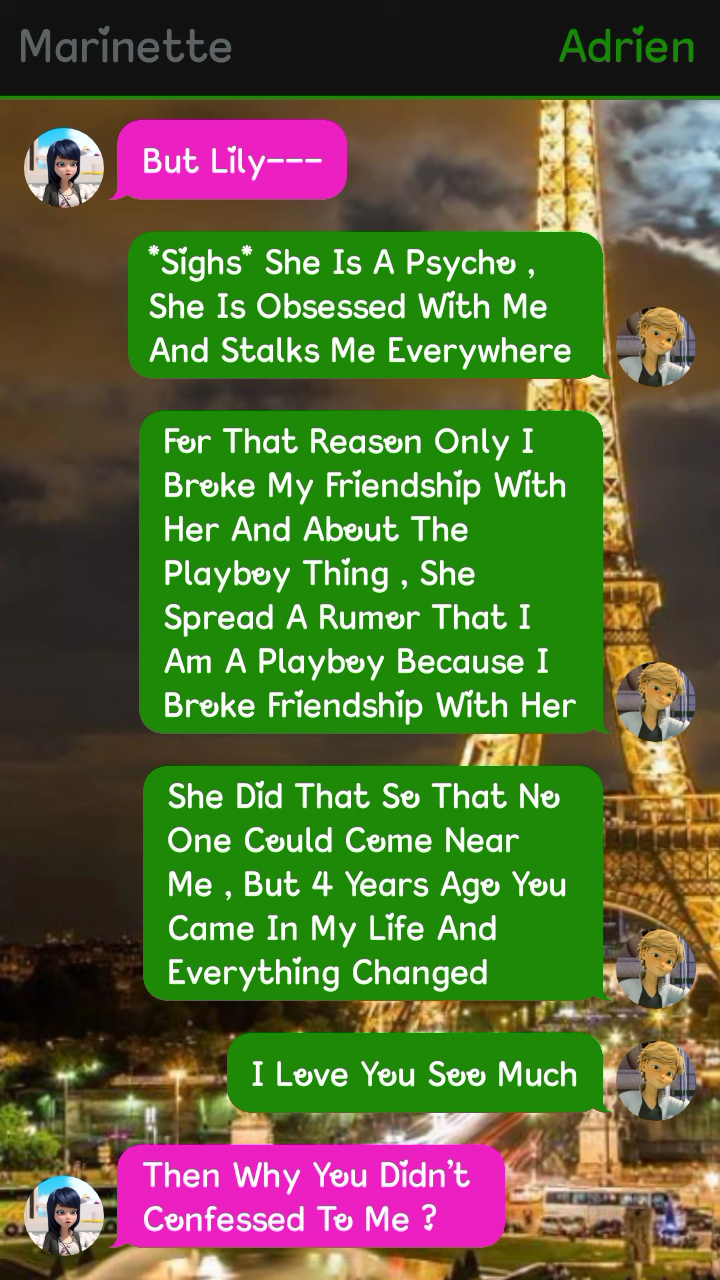 Marinette Adrien
But Lily---
*Sighs* She Is A Psycho ,
She Is Obsessed With Me
And Stalks Me Everywhere
For That Reason Only I
Broke My Friendship With
Her And About The
Playboy Thing , She
Spread A Rumor That I
Am A Playboy Because I
Broke Friendship With Her
She Did That So That No
One Could Come Near
Me , But 4 Years Ago You
Came In My Life And
Everything Changed
I Love You Soo Much
Then Why You Didn't
Confessed To Me ?